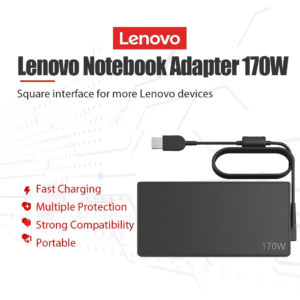 Lenovo
Lenovo Notebook Adapter 170W
Square interface for more Lenovo devices
Fast Charging
Multiple Protection
Strong Compatibility
Portable
170W